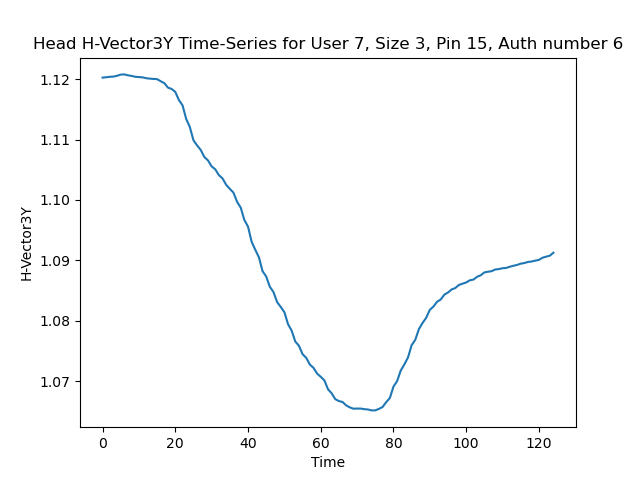 Head H-Vector3Y Time-Series for User 7, Size 3, Pin 15, Auth number 6
1.12
1.11
1.10
1.09
1.08
1.07
H-Vector3Y
0 20 40 60 80 100 120
Time